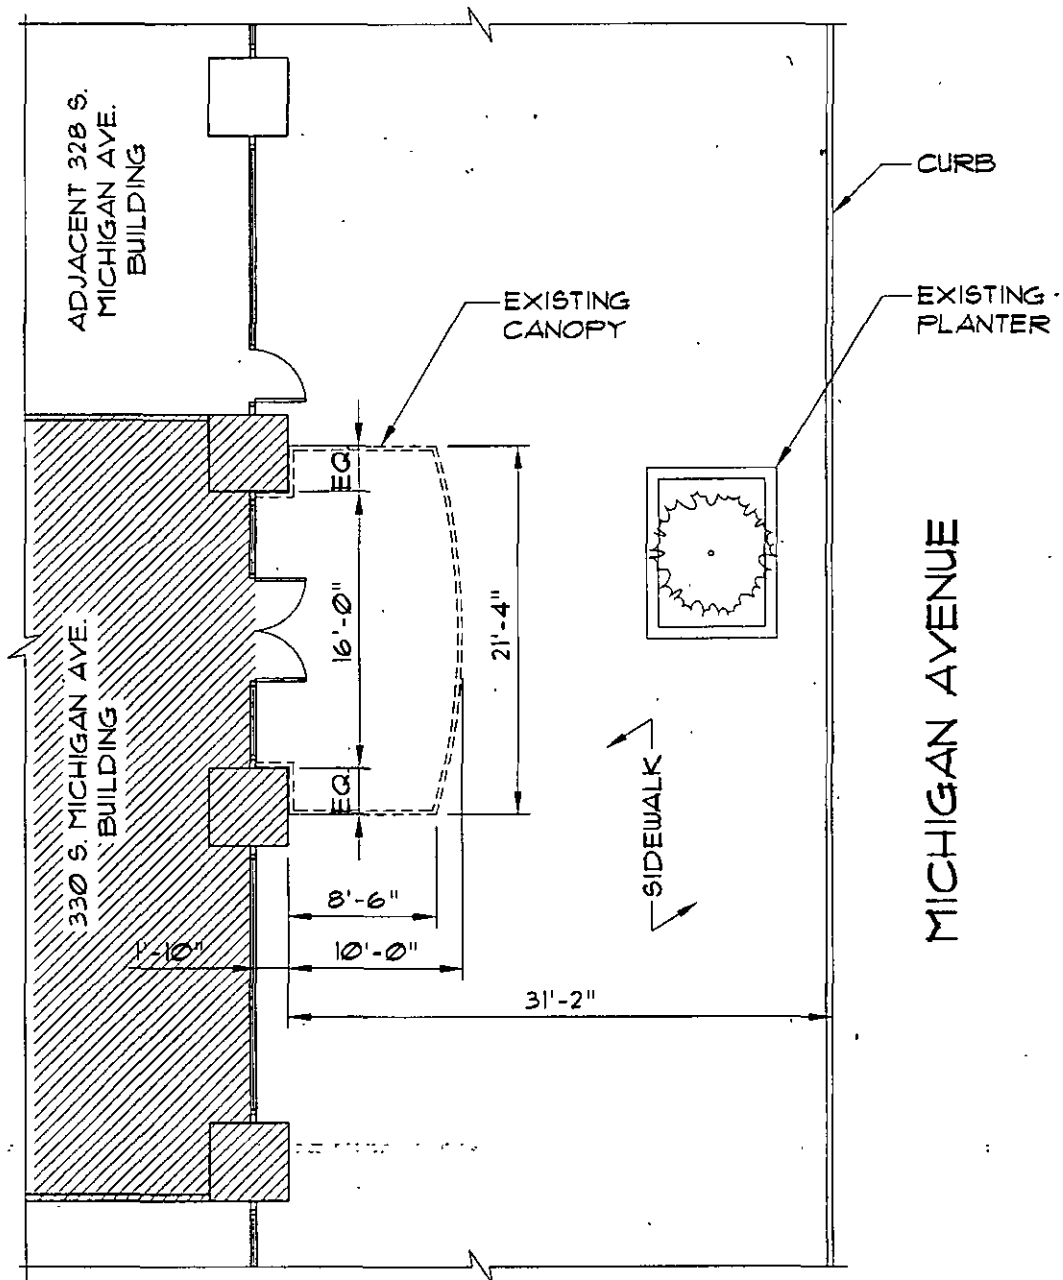 ADJACENT 328 S.
MICHIGAN AVE.
BUILDING
CURB
EXISTING
CANOPY
EXISTING
PLANTER
EQ
16'-0"
21'-4"
EQ
330 S. MICHIGAN AVE.
BUILDING
SIDEWALK
MICHIGAN AVENUE
8'-6"
1'-10"
10'-0"
31'-2"